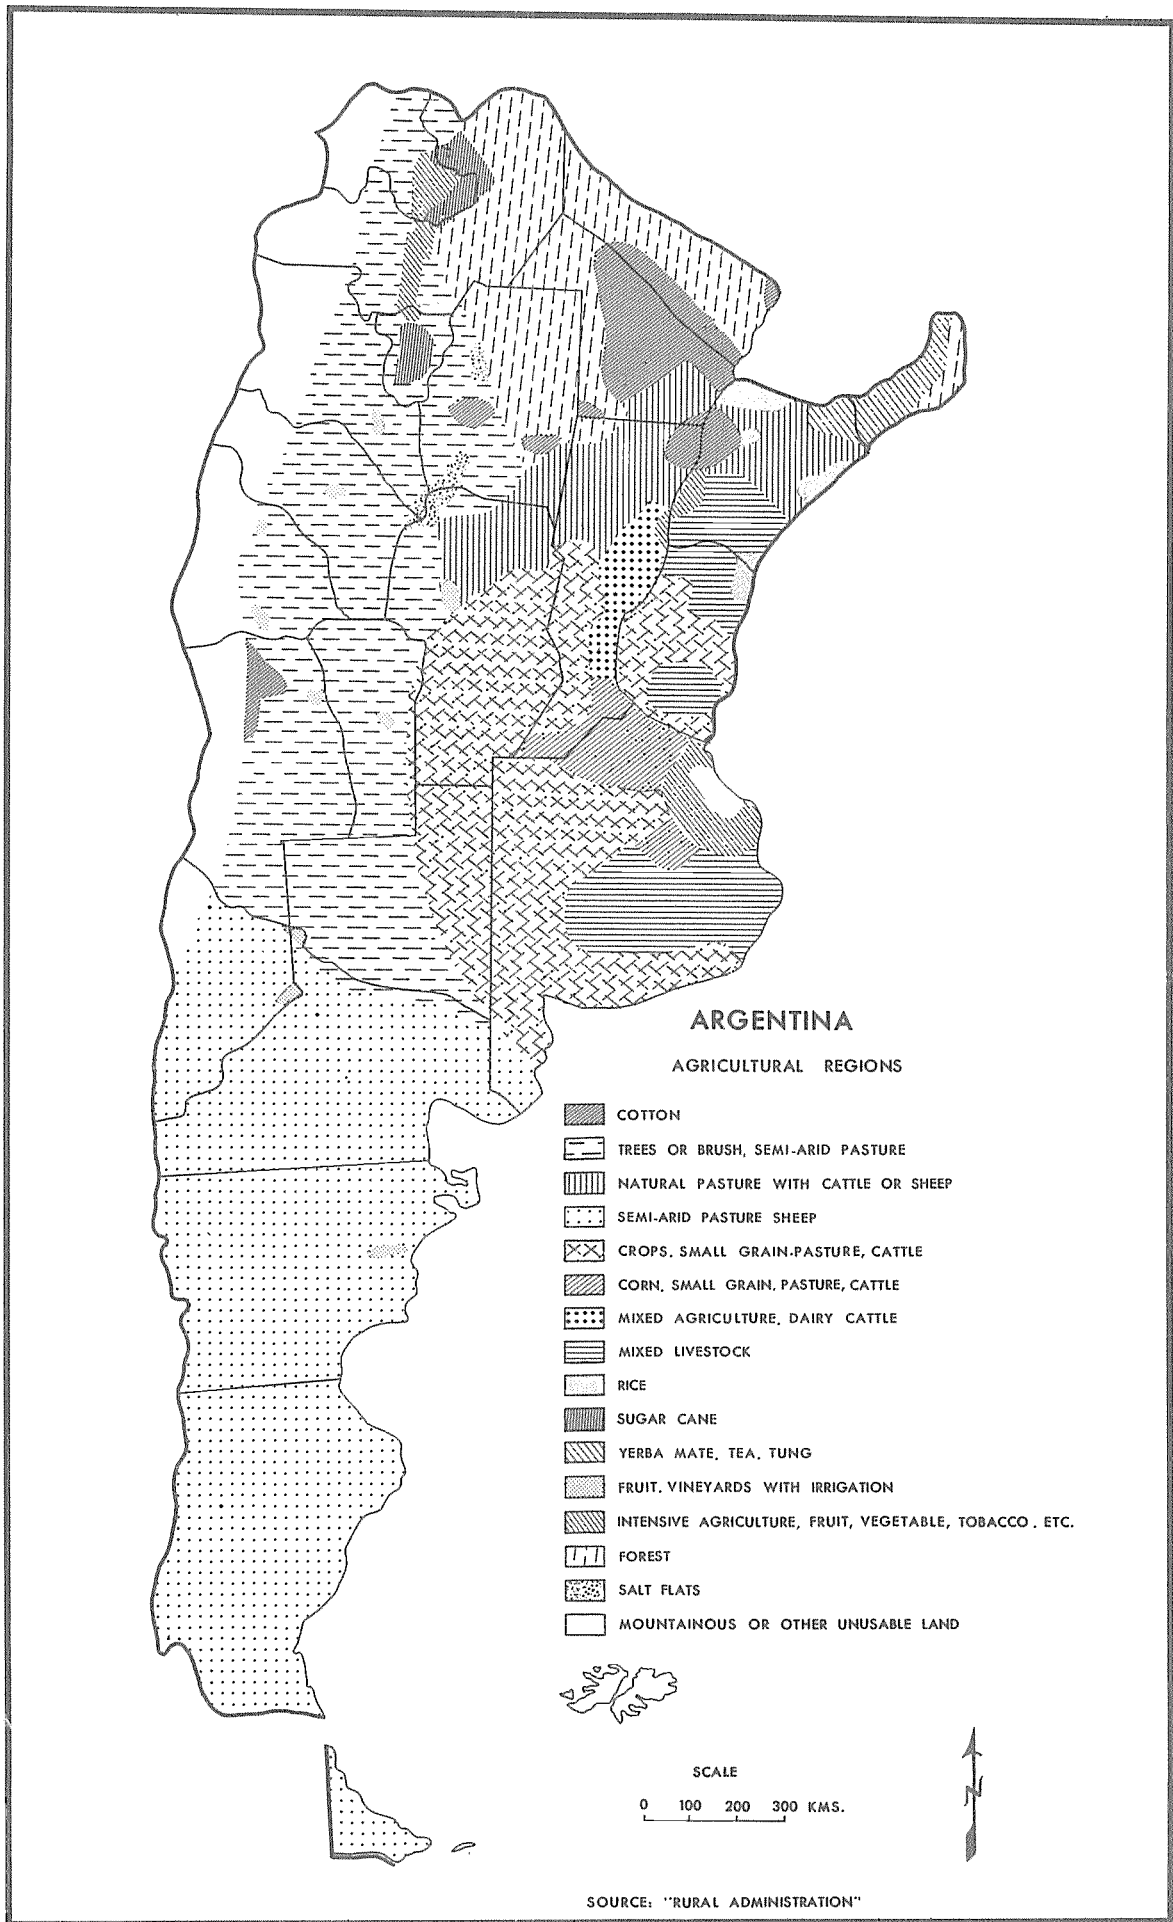 ARGENTINA
AGRICULTURAL REGIONS
COTTON
TREES OR BRUSH, SEMI-ARID PASTURE
NATURAL PASTURE WITH CATTLE OR SHEEP
SEMI-ARID PASTURE SHEEP
CROPS. SMALL GRAIN-PASTURE, CATTLE
CORN, SMALL GRAIN, PASTURE, CATTLE
MIXED AGRICULTURE, DAIRY CATTLE
MIXED LIVESTOCK
RICE
SUGAR CANE
YERBA MATE, TEA, TUNG
FRUIT, VINEYARDS WITH IRRIGATION
INTENSIVE AGRICULTURE, FRUIT, VEGETABLE, TOBACCO. ETC.
FOREST
SALT FLATS
MOUNTAINOUS OR OTHER UNUSABLE LAND
SCALE
0 100 200 300 KMS.
N
SOURCE: "RURAL ADMINISTRATION"